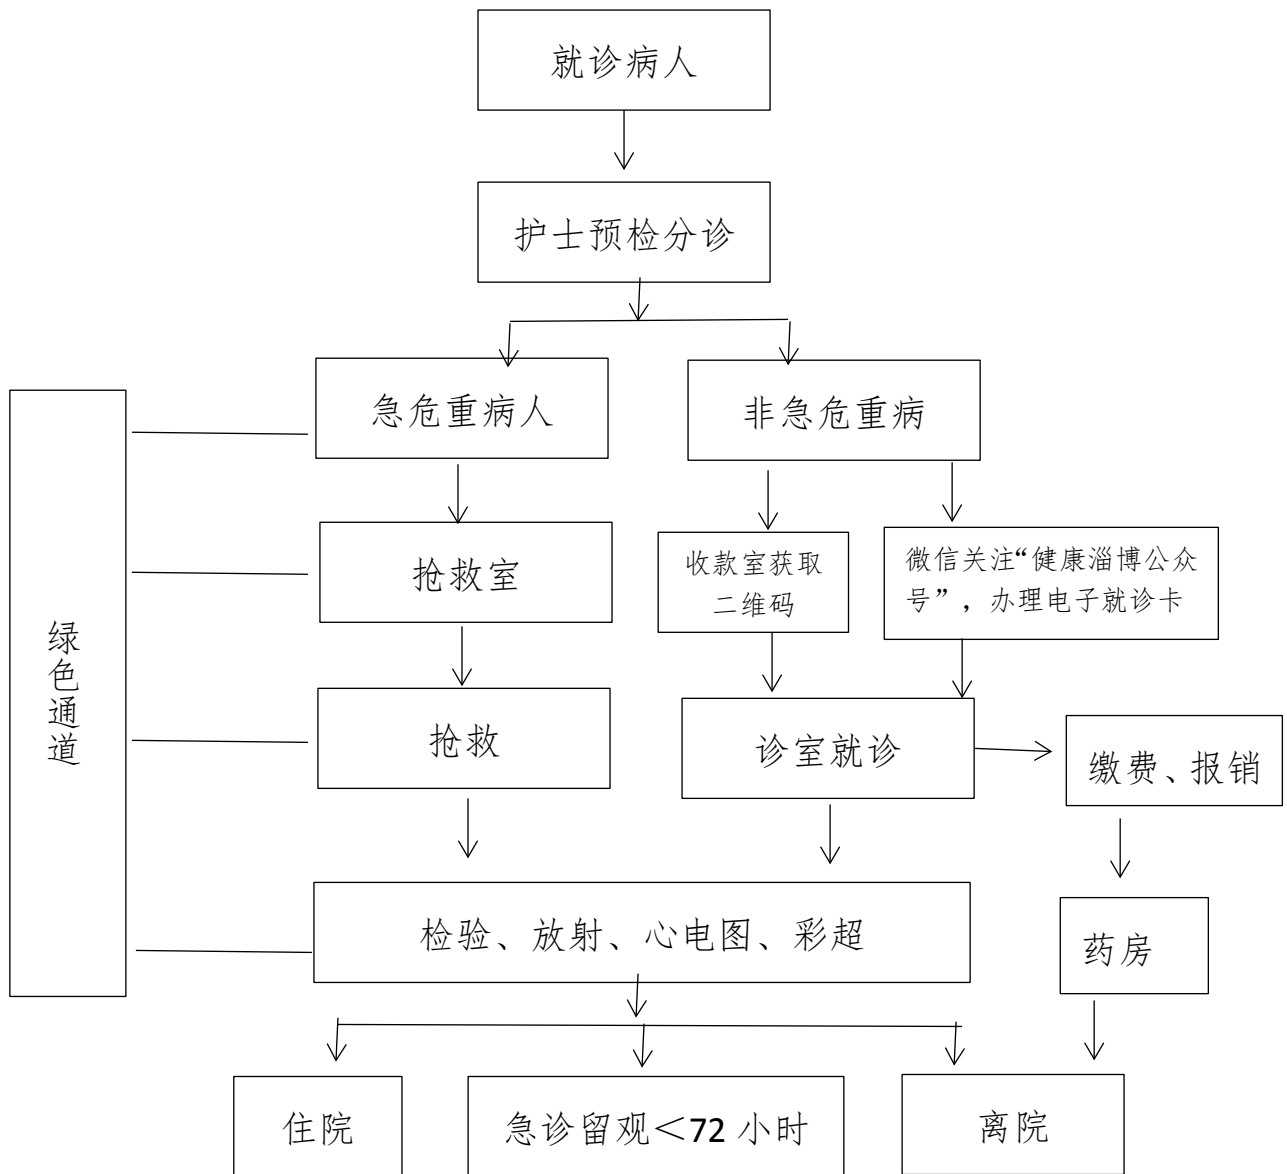 就诊病人
护士预检分诊
急危重病人
非急危重病
绿色通道
抢救室
收款室获取
二维码
微信关注“健康淄博公众
号”，办理电子就诊卡
抢救
诊室就诊
缴费、报销
检验、放射、心电图、彩超
药房
住院
急诊留观＜72 小时
离院